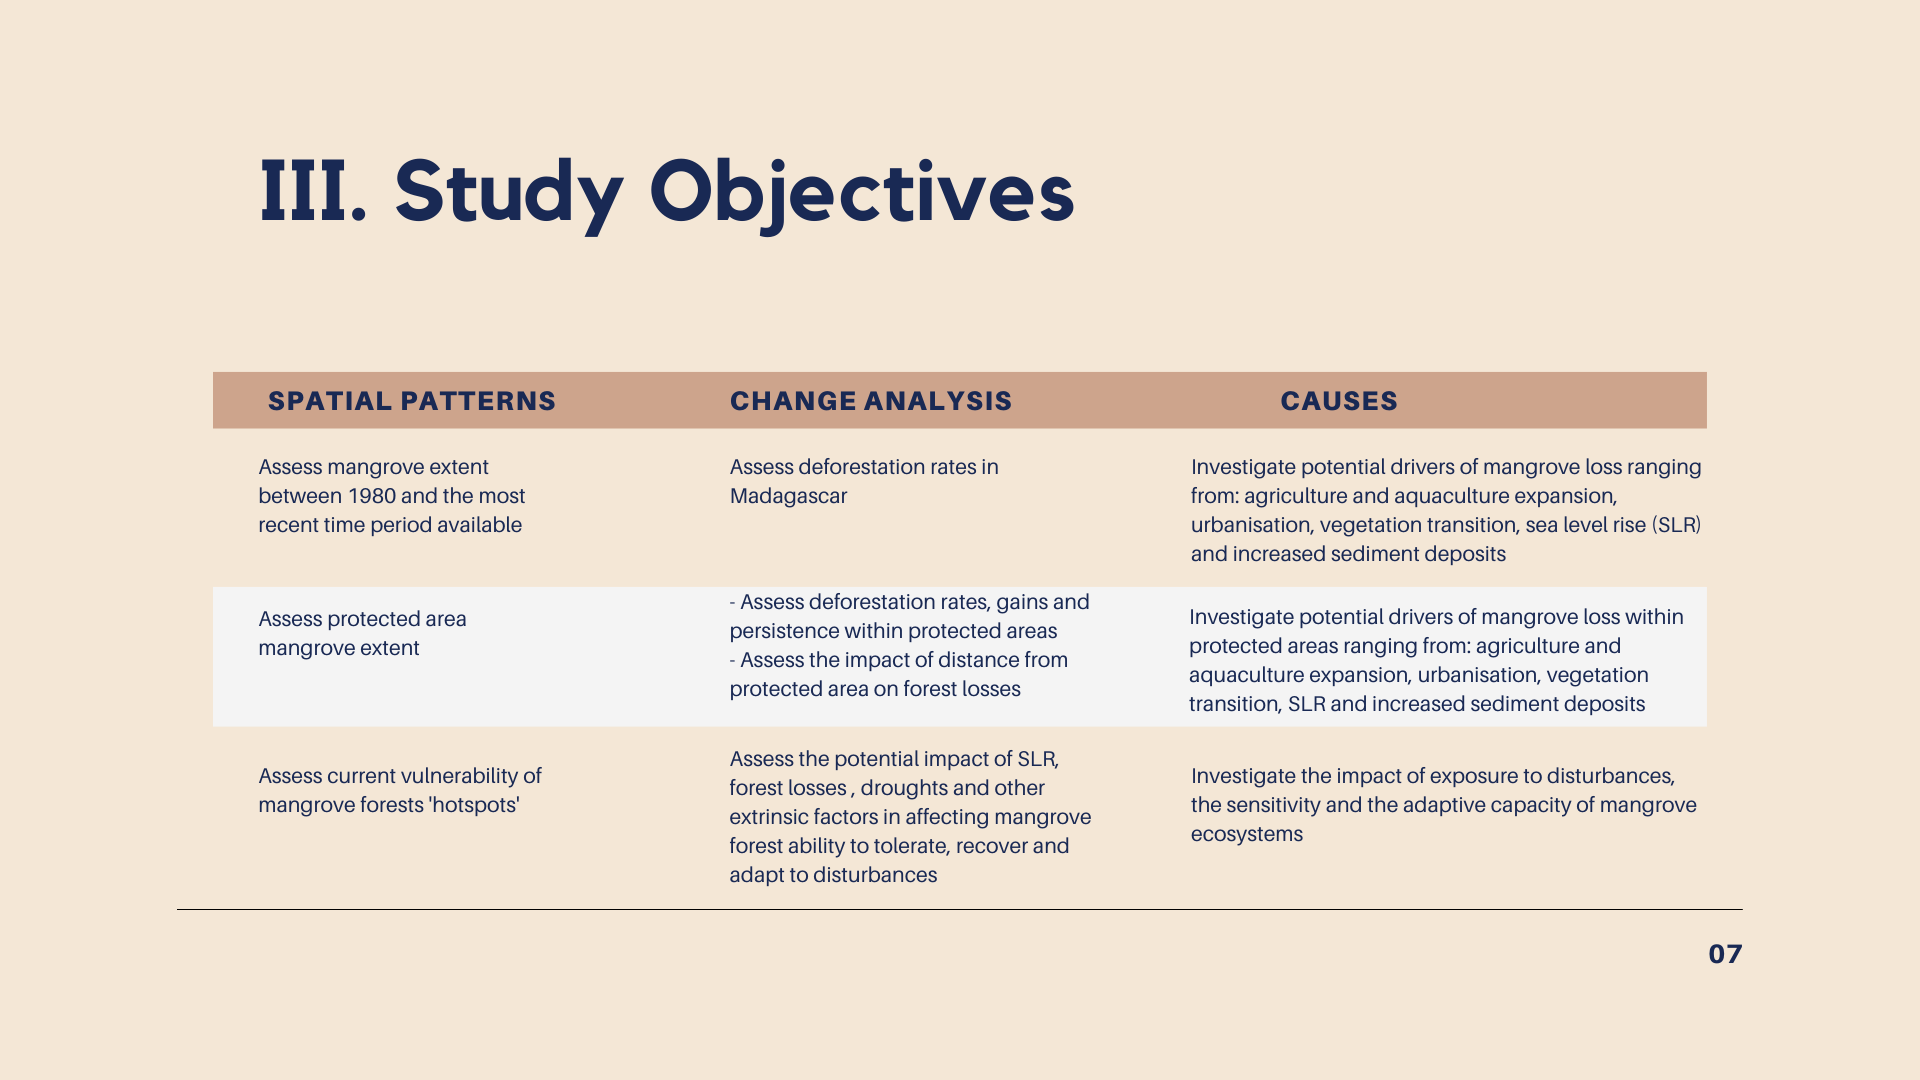 III. Study Objectives
SPATIAL PATTERNS
CHANGE ANALYSIS
CAUSES
Assess mangrove extent
between 1980 and the most
recent time period available
Assess deforestation rates in
Madagascar
Investigate potential drivers of mangrove loss ranging
from: agriculture and aquaculture expansion,
urbanisation, vegetation transition, sea level rise (SLR)
and increased sediment deposits
Assess protected area
mangrove extent
- Assess deforestation rates, gains and
persistence within protected areas
- Assess the impact of distance from
protected area on forest losses
Investigate potential drivers of mangrove loss within
protected areas ranging from: agriculture and
aquaculture expansion, urbanisation, vegetation
transition, SLR and increased sediment deposits
Assess current vulnerability of
mangrove forests 'hotspots'
Assess the potential impact of SLR,
forest losses , droughts and other
extrinsic factors in affecting mangrove
forest ability to tolerate, recover and
adapt to disturbances
Investigate the impact of exposure to disturbances,
the sensitivity and the adaptive capacity of mangrove
ecosystems
07